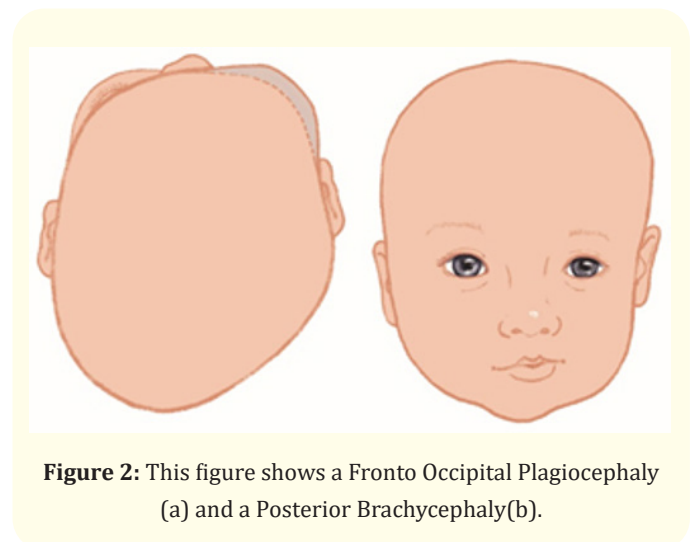 Figure 2: This figure shows a Fronto Occipital Plagiocephaly
(a) and a Posterior Brachycephaly(b).